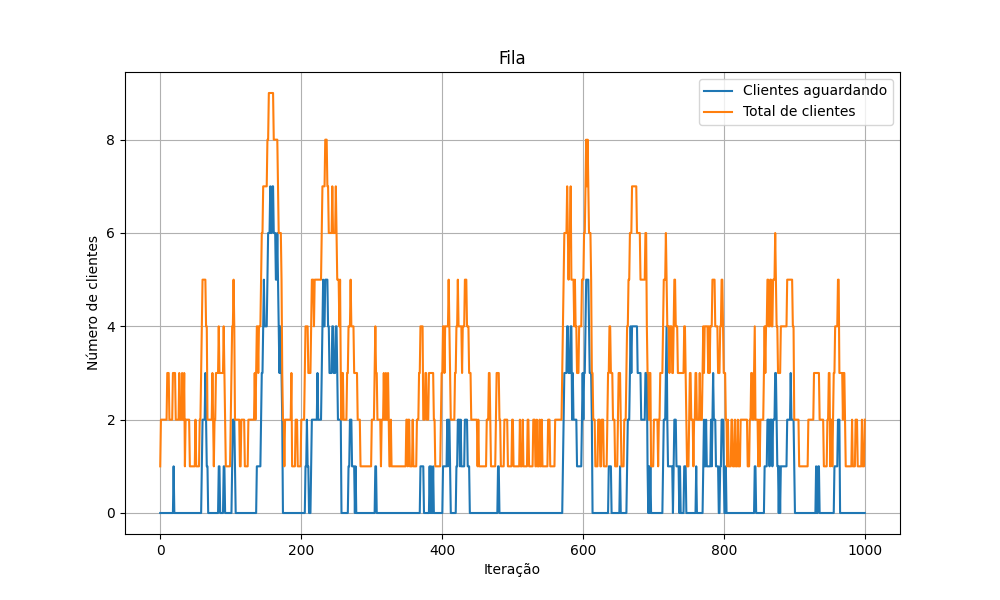 Fila
Clientes aguardando
Total de clientes
Número de clientes
8
6
4
2
0
0 200 400 600 800 1000
Iteração